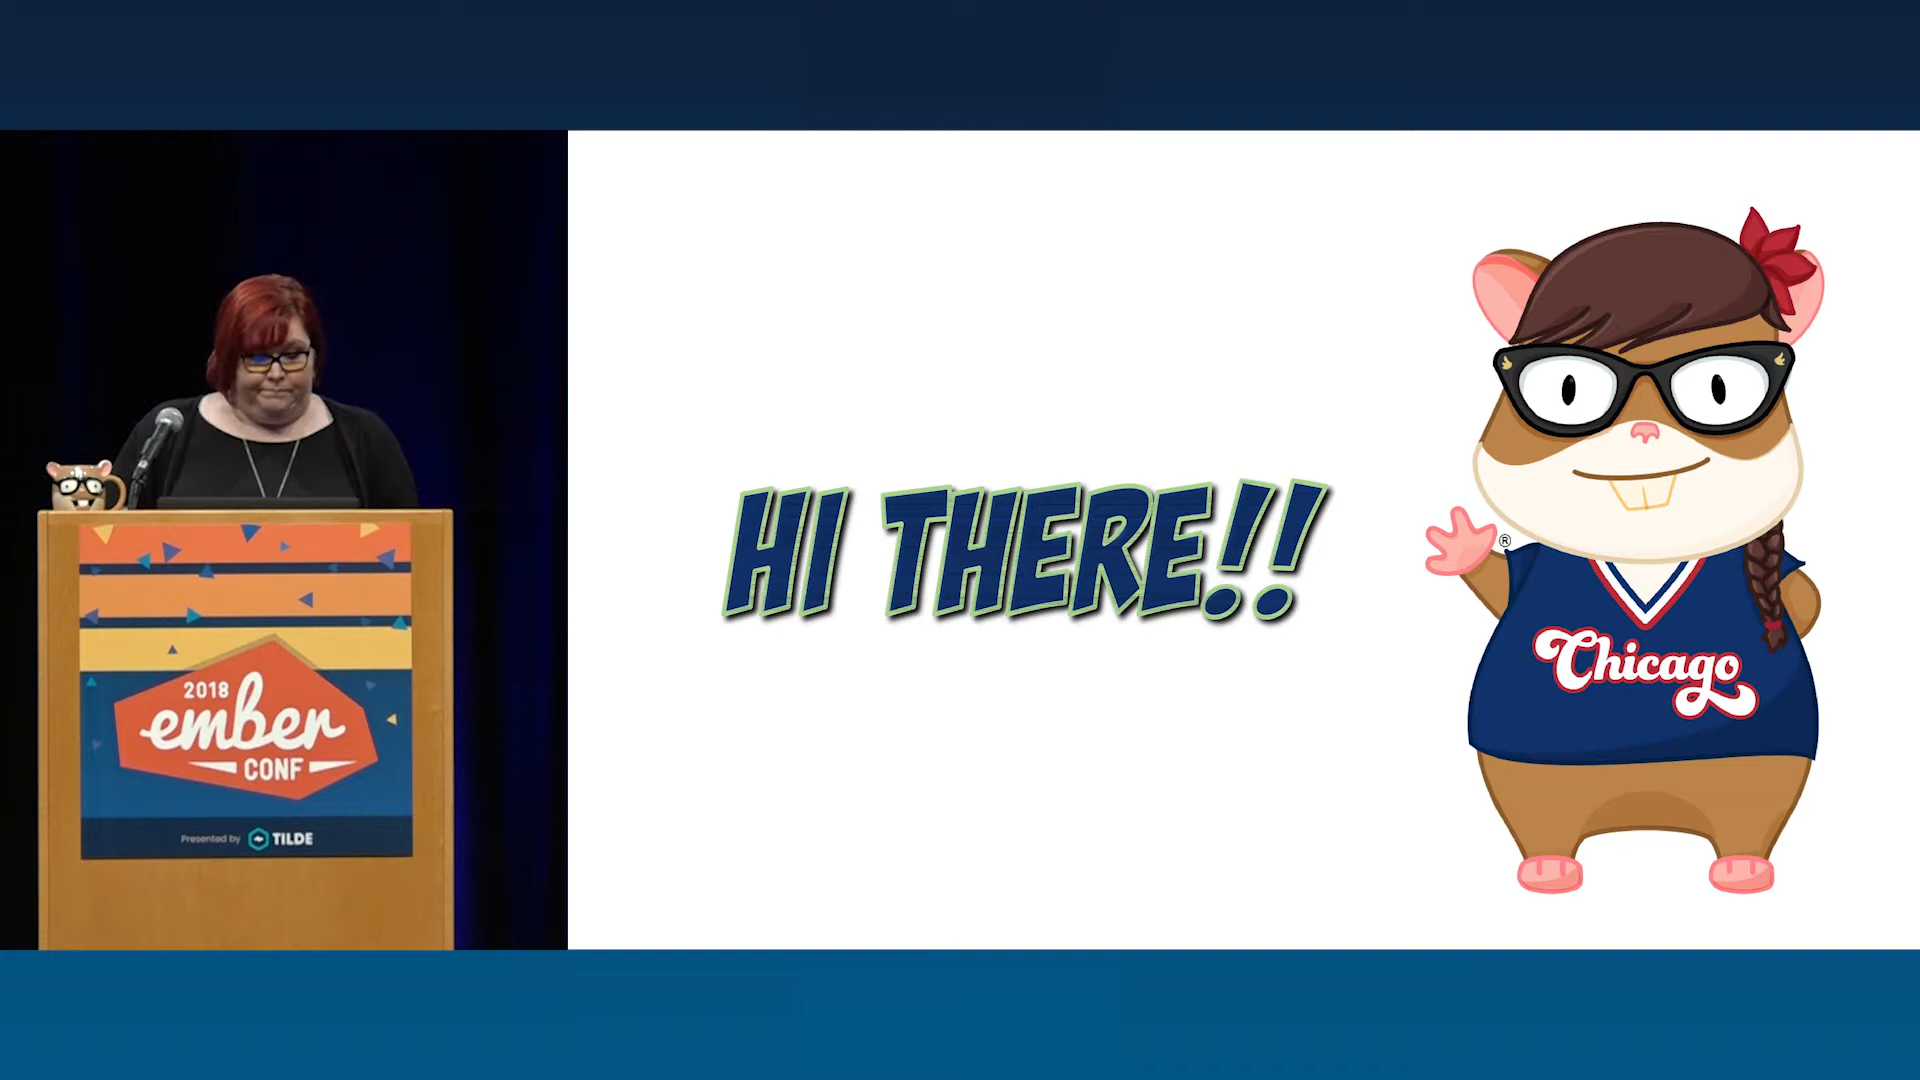 HI THERE!!
®
Chicago
2018
ember
CONF
Presented by TILDE